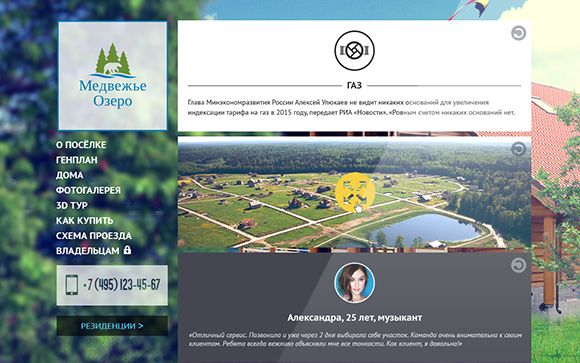 Медвежье
Озеро
О ПОСЁЛКЕ
ГЕНПЛАН
ДОМА
ФОТОГАЛЕРЕЯ
3D ТУР
КАК КУПИТЬ
СХЕМА ПРОЕЗДА
ВЛАДЕЛЬЦАМ
+7 (495) 123-45-67
РЕЗИДЕНЦИИ >
ГАЗ
Глава Минэкономразвития России Алексей Улюкаев не видит никаких оснований для увеличения
индексации тарифа на газ в 2015 году, передает РИА «Новости». «Ровным счетом никаких оснований нет.
Александра, 25 лет, музыкант
«Отличный сервис. Позвонила и уже через 2 дня выбирала себе участок. Команда очень внимательна к своим
клиентам. Ребята всегда вежливо объясняли мне все тонкости. Как клиент, я довольна!»